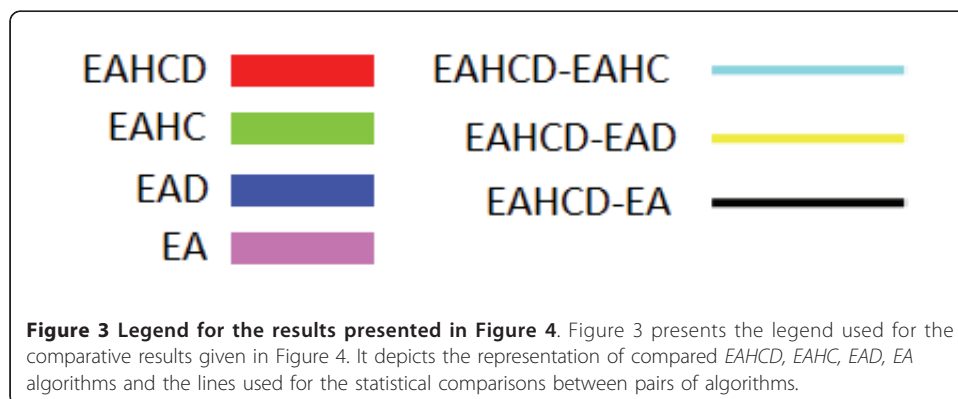 EAHCD
EAHC
EAD
EA
EAHCD-EAHC
EAHCD-EAD
EAHCD-EA
Figure 3 Legend for the results presented in Figure 4. Figure 3 presents the legend used for the
comparative results given in Figure 4. It depicts the representation of compared EAHCD, EAHC, EAD, EA
algorithms and the lines used for the statistical comparisons between pairs of algorithms.